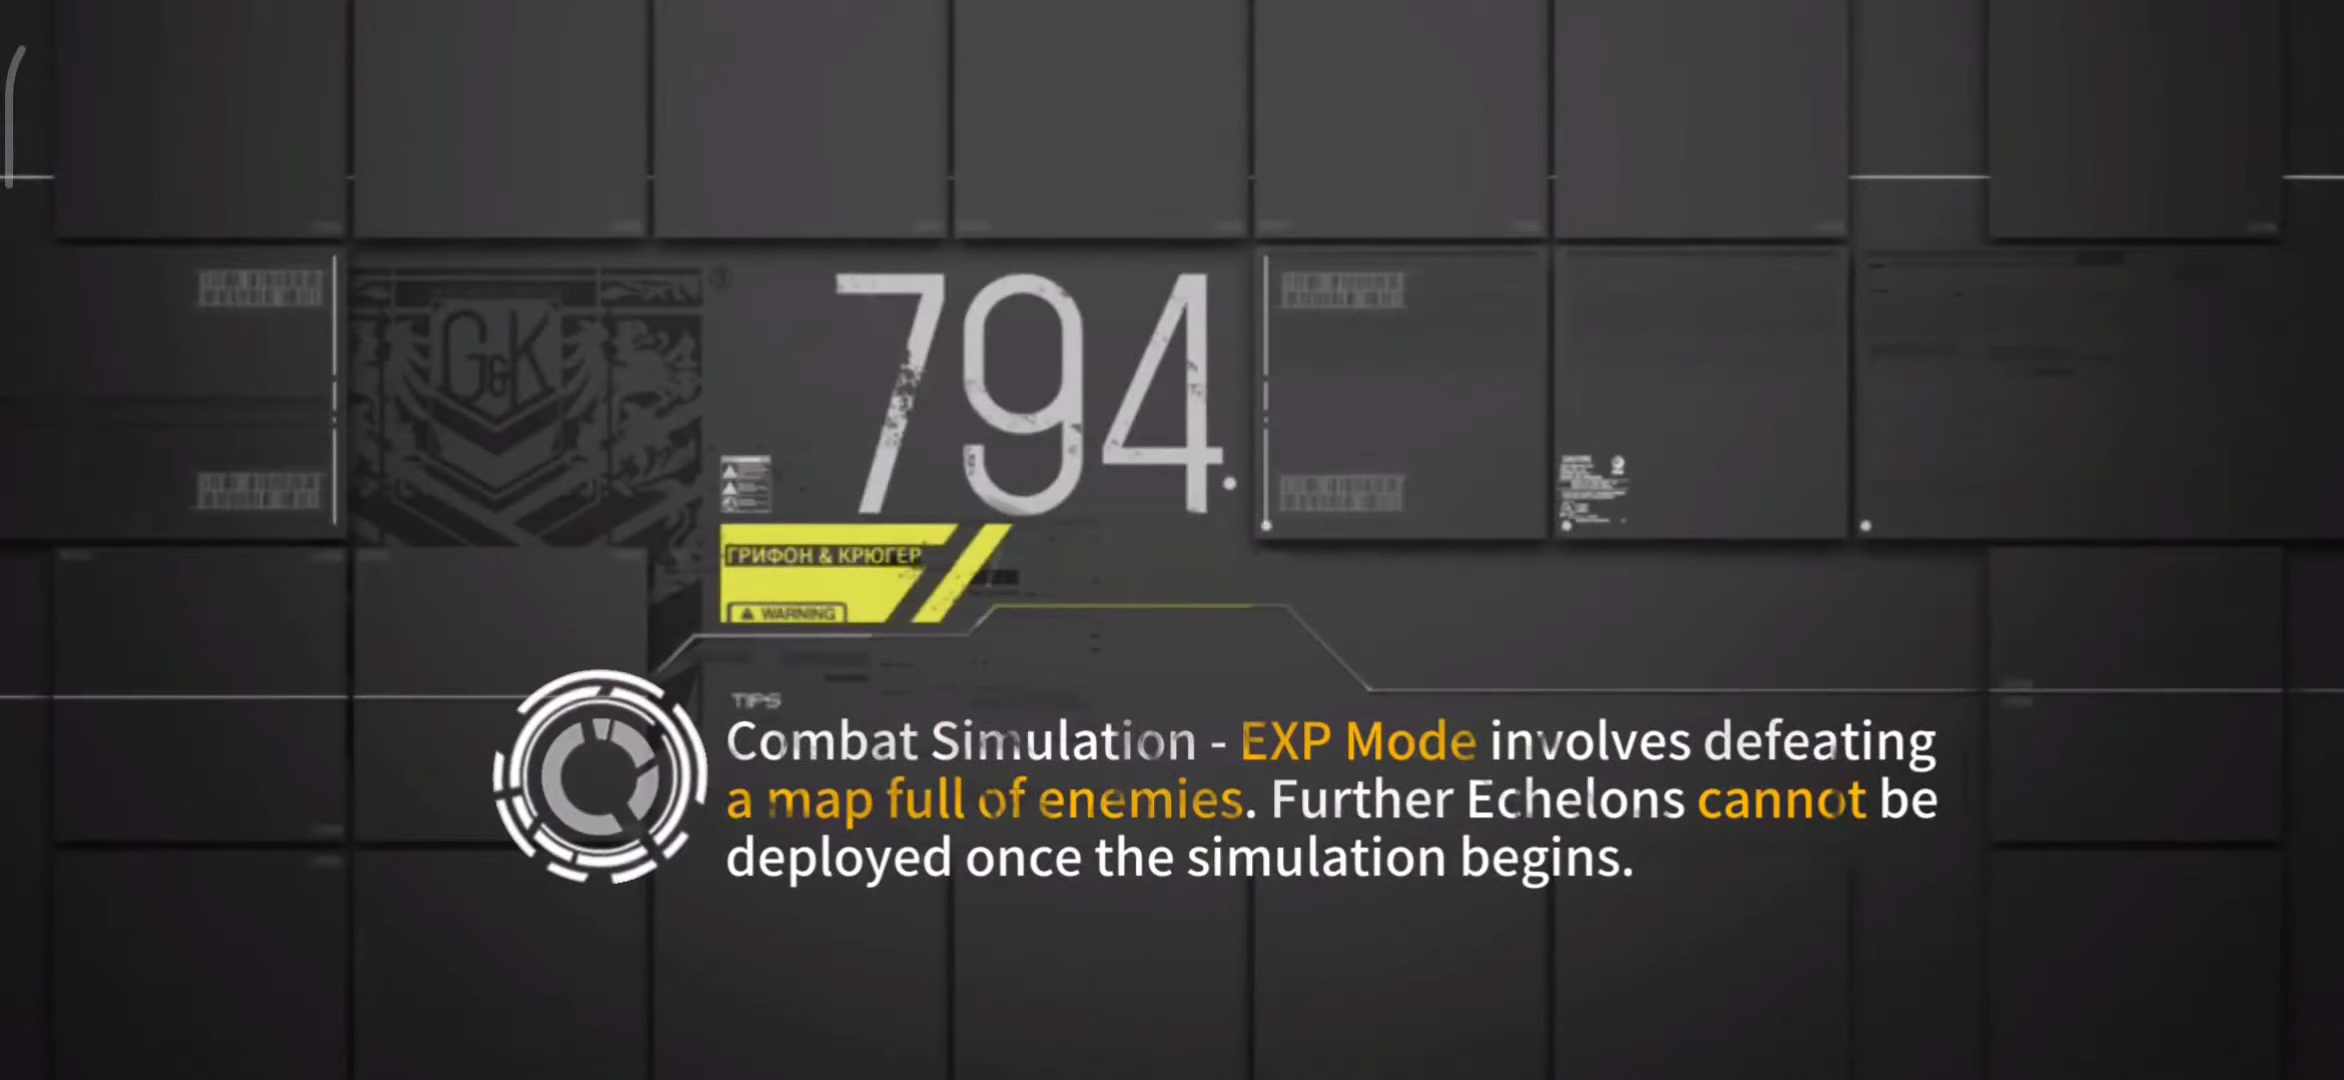 G&K
794.
ГРИФОН & КРЮГЕР
WARNING
TIPS
Combat Simulation - EXP Mode involves defeating
a map full of enemies. Further Echelons cannot be
deployed once the simulation begins.